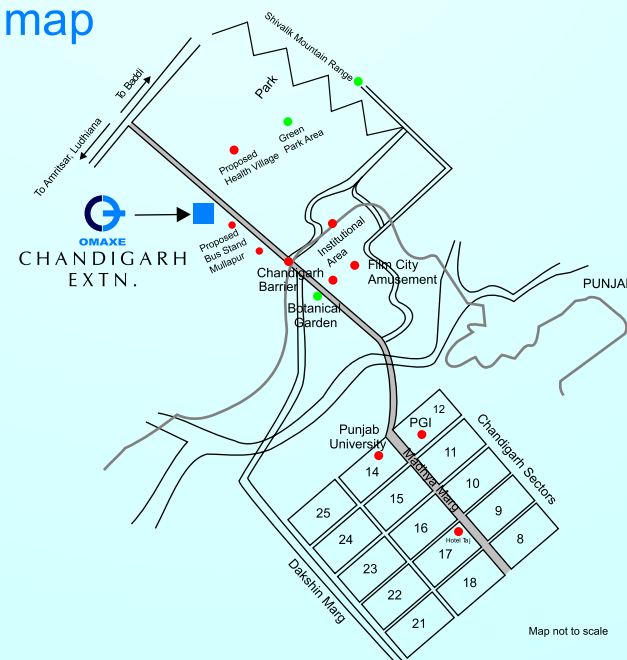 map
Shivalik Mountain Range
To Baddi
Park
To Amritsar, Ludhiana
Green
Park Area
Proposed
Health Village
OMAXE
CHANDIGARH
EXTN.
Proposed
Bus Stand
Mullapur
Institutional
Area
Chandigarh
Barrier
Film City
Amusement
Botanical
Garden
PUNJA
12
PGI
Punjab
University
Chandigarh Sectors
Madhya Marg
11
14
10
15
9
25
16
Hotel Taj
8
24
17
23
18
22
21
Dakshin Marg
Map not to scale